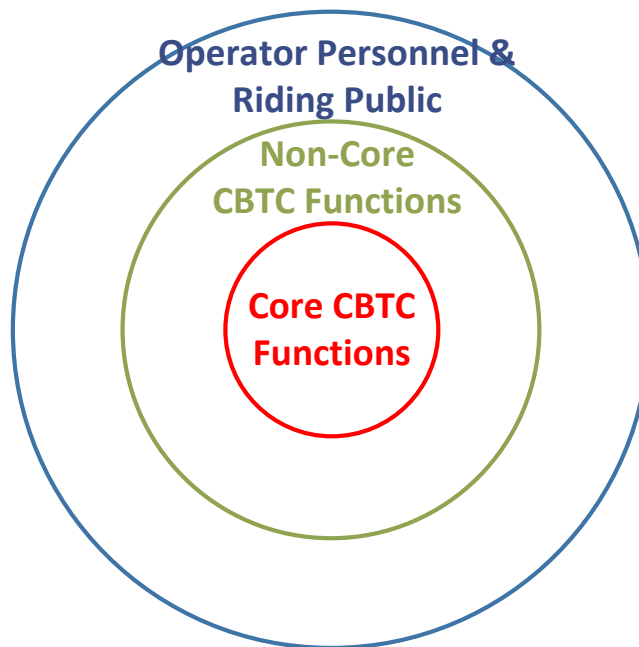 Operator Personnel &
Riding Public
Non-Core
CBTC Functions
Core CBTC
Functions